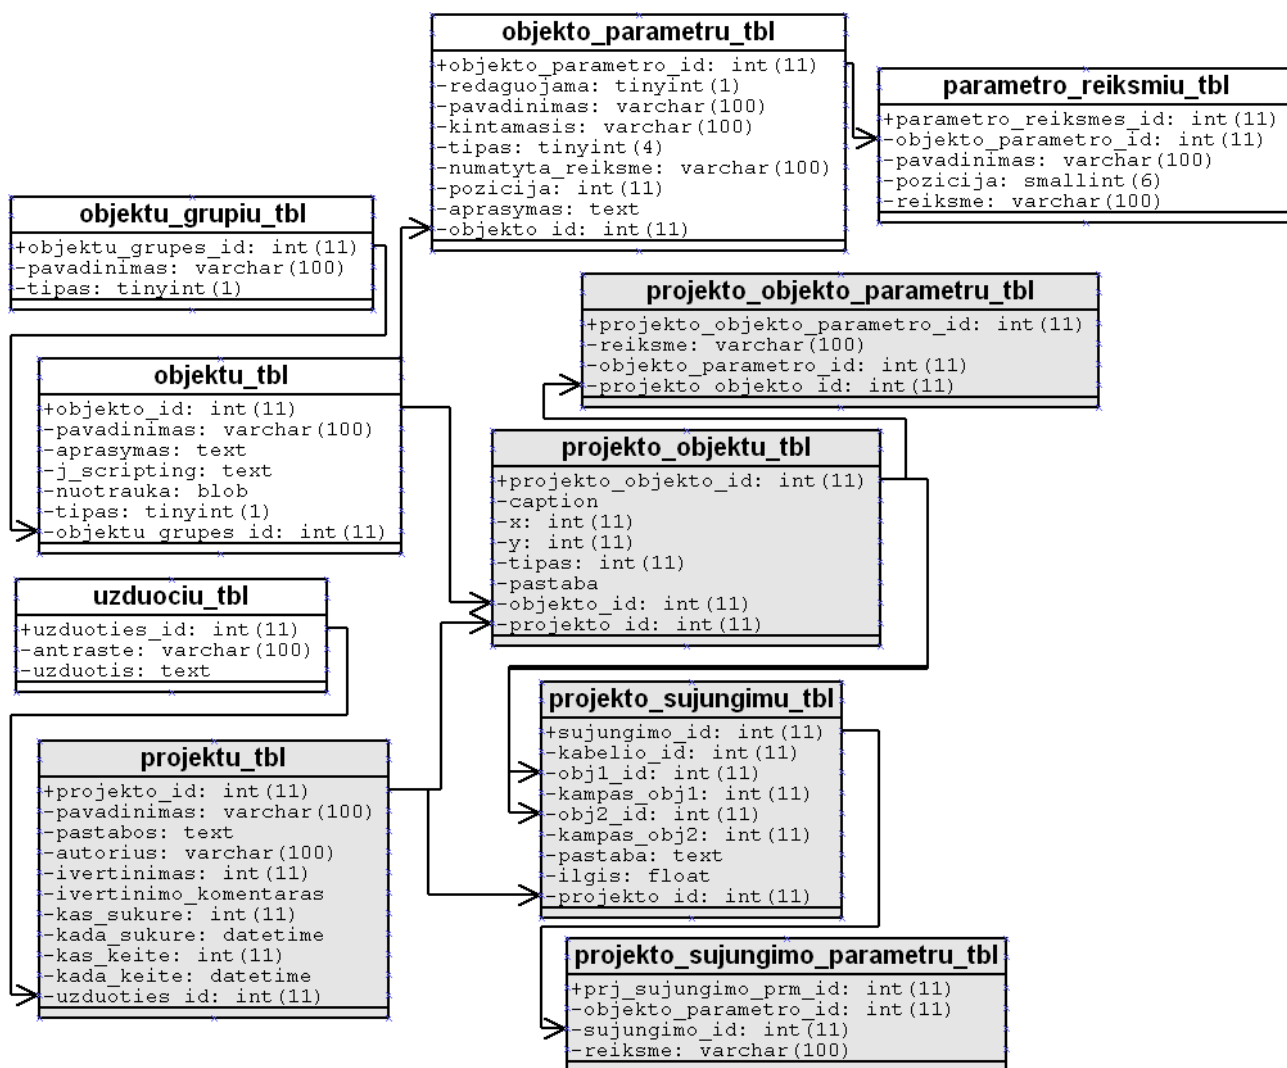 objekto_parametru_tbl
+objekto_parametro_id: int(11)
-redaguojama: tinyint(1)
-pavadinimas: varchar(100)
-kintamasis: varchar(100)
-tipas: tinyint(4)
-numatyta_reiksme: varchar(100)
-pozicija: int(11)
-aprasymas: text
-objekto_id: int(11)
parametro_reiksmiu_tbl
+parametro_reiksmes_id: int(11)
-objekto_parametro_id: int(11)
-pavadinimas: varchar(100)
-pozicija: smallint(6)
-reiksme: varchar(100)
objektu_grupiu_tbl
+objektu_grupes_id: int(11)
-pavadinimas: varchar(100)
-tipas: tinyint(1)
projekto_objekto_parametru_tbl
+projekto_objekto_parametro_id: int(11)
-reiksme: varchar(100)
-objekto_parametro_id: int(11)
-projekto_objekto_id: int(11)
objektu_tbl
+objekto_id: int(11)
-pavadinimas: varchar(100)
-aprasymas: text
-j_scripting: text
-nuotrauka: blob
-tipas: tinyint(1)
-objektu_grupes_id: int(11)
projekto_objektu_tbl
+projekto_objekto_id: int(11)
-caption
-x: int(11)
-y: int(11)
-tipas: int(11)
-pastaba
-objekto_id: int(11)
-projekto_id: int(11)
uzduociu_tbl
+uzduoties_id: int(11)
-antraste: varchar(100)
-uzduotis: text
projekto_sujungimu_tbl
+sujungimo_id: int(11)
-kabelio_id: int(11)
-obj1_id: int(11)
-kampas_obj1: int(11)
-obj2_id: int(11)
-kampas_obj2: int(11)
-pastaba: text
-ilgis: float
-projekto_id: int(11)
projektu_tbl
+projekto_id: int(11)
-pavadinimas: varchar(100)
-pastabos: text
-autorius: varchar(100)
-ivertinimas: int(11)
-ivertinimo_komentaras
-kas_sukure: int(11)
-kada_sukure: datetime
-kas_keite: int(11)
-kada_keite: datetime
-uzduoties_id: int(11)
projekto_sujungimo_parametru_tbl
+prj_sujungimo_prm_id: int(11)
-objekto_parametro_id: int(11)
-sujungimo_id: int(11)
-reiksme: varchar(100)